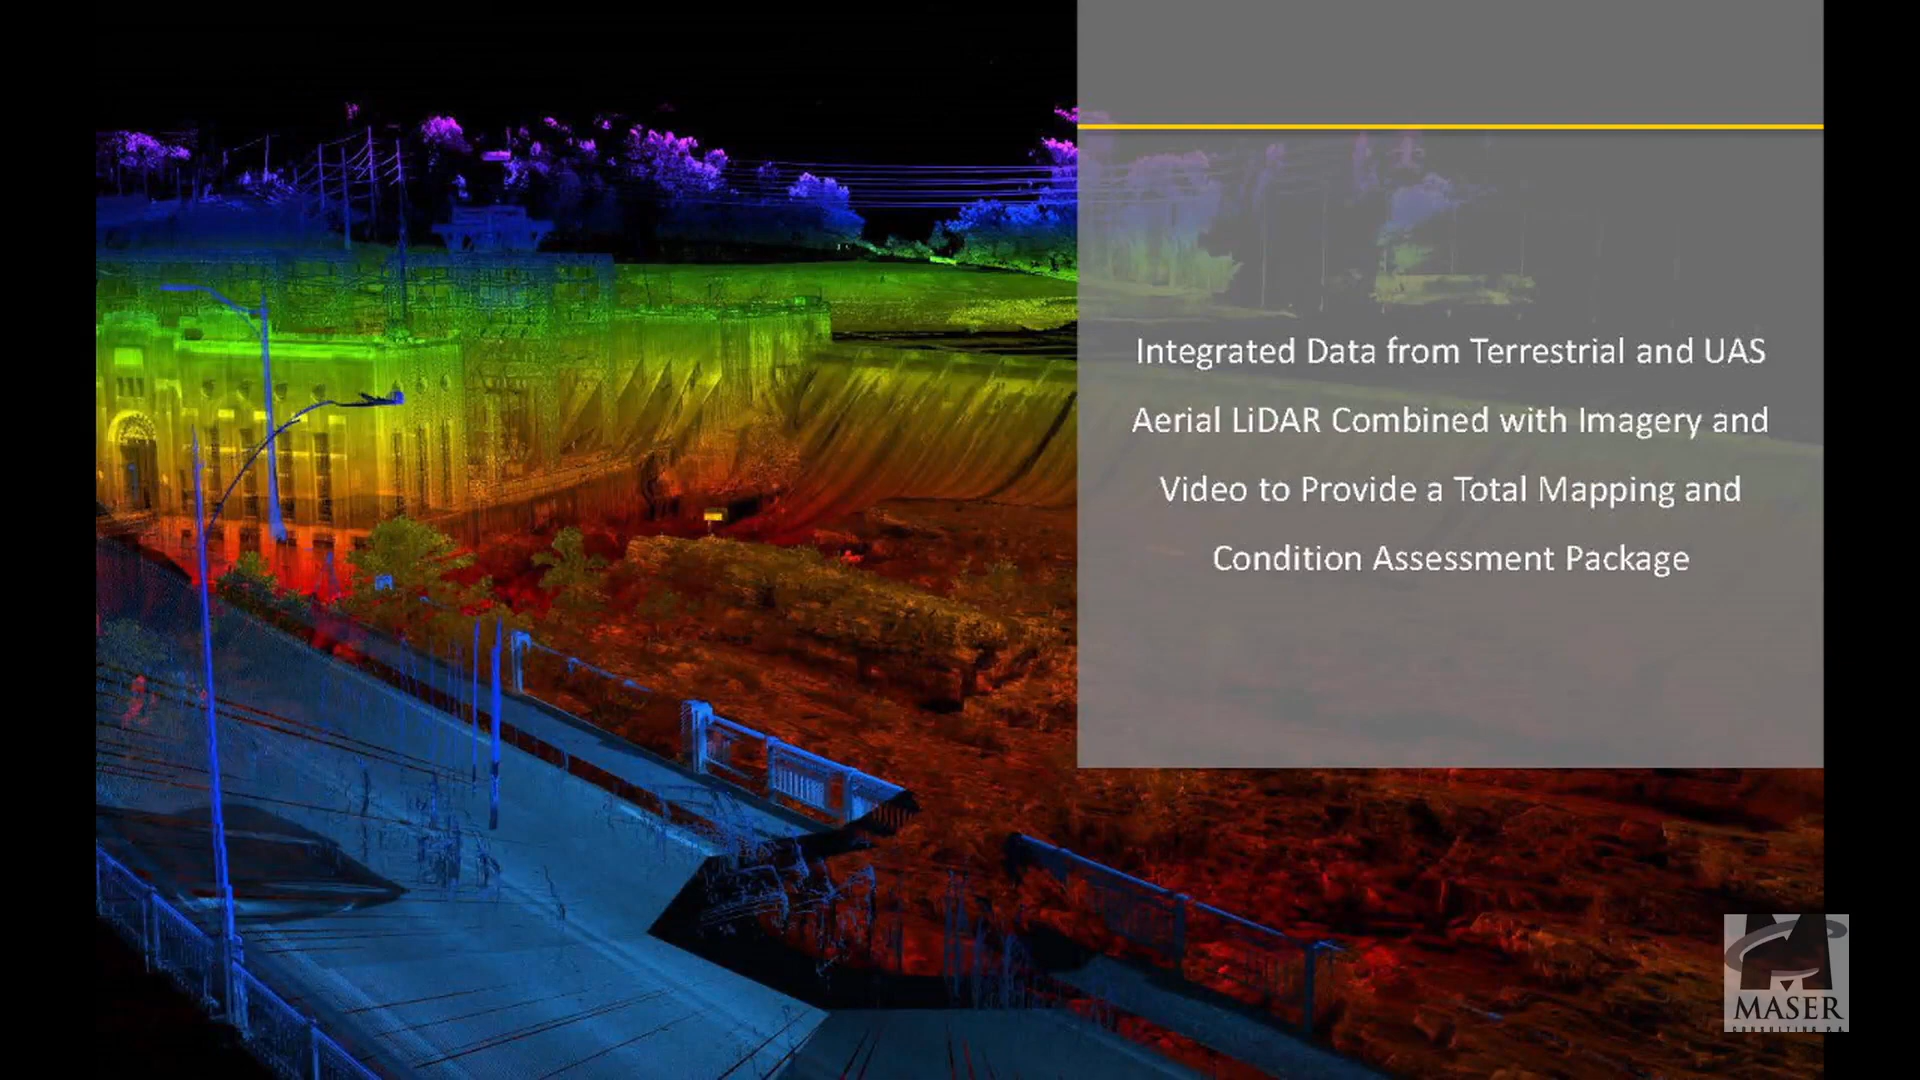 Integrated Data from Terrestrial and UAS
Aerial LiDAR Combined with Imagery and
Video to Provide a Total Mapping and
Condition Assessment Package
MASER
CONSULTING P.A.